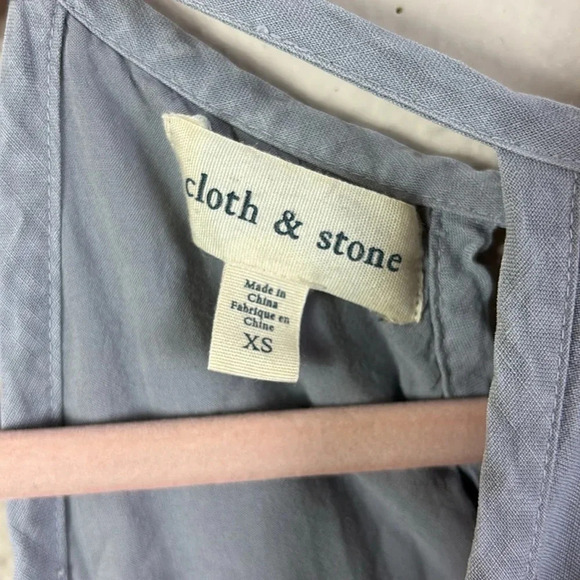 cloth & stone
Made in
China
Fabrique en
Chine
XS